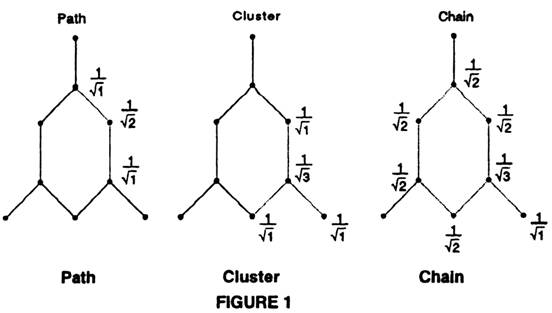 Path Cluster Chain
1/√1 1/√2
1/√2 1/√1 1/√2 1/√2
1/√1 1/√3 1/√2 1/√3
1/√1 1/√1 1/√2 1/√1
Path Cluster Chain
FIGURE 1